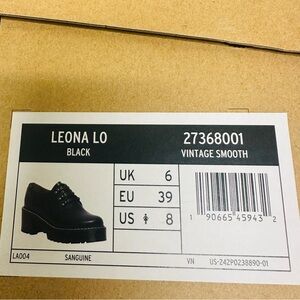 LEONA LO
BLACK
27368001
VINTAGE SMOOTH
UK 6
EU 39
US 8
1 90665 45943 2
LA004
SANGUINE
VN
US-Z42P0238890-01